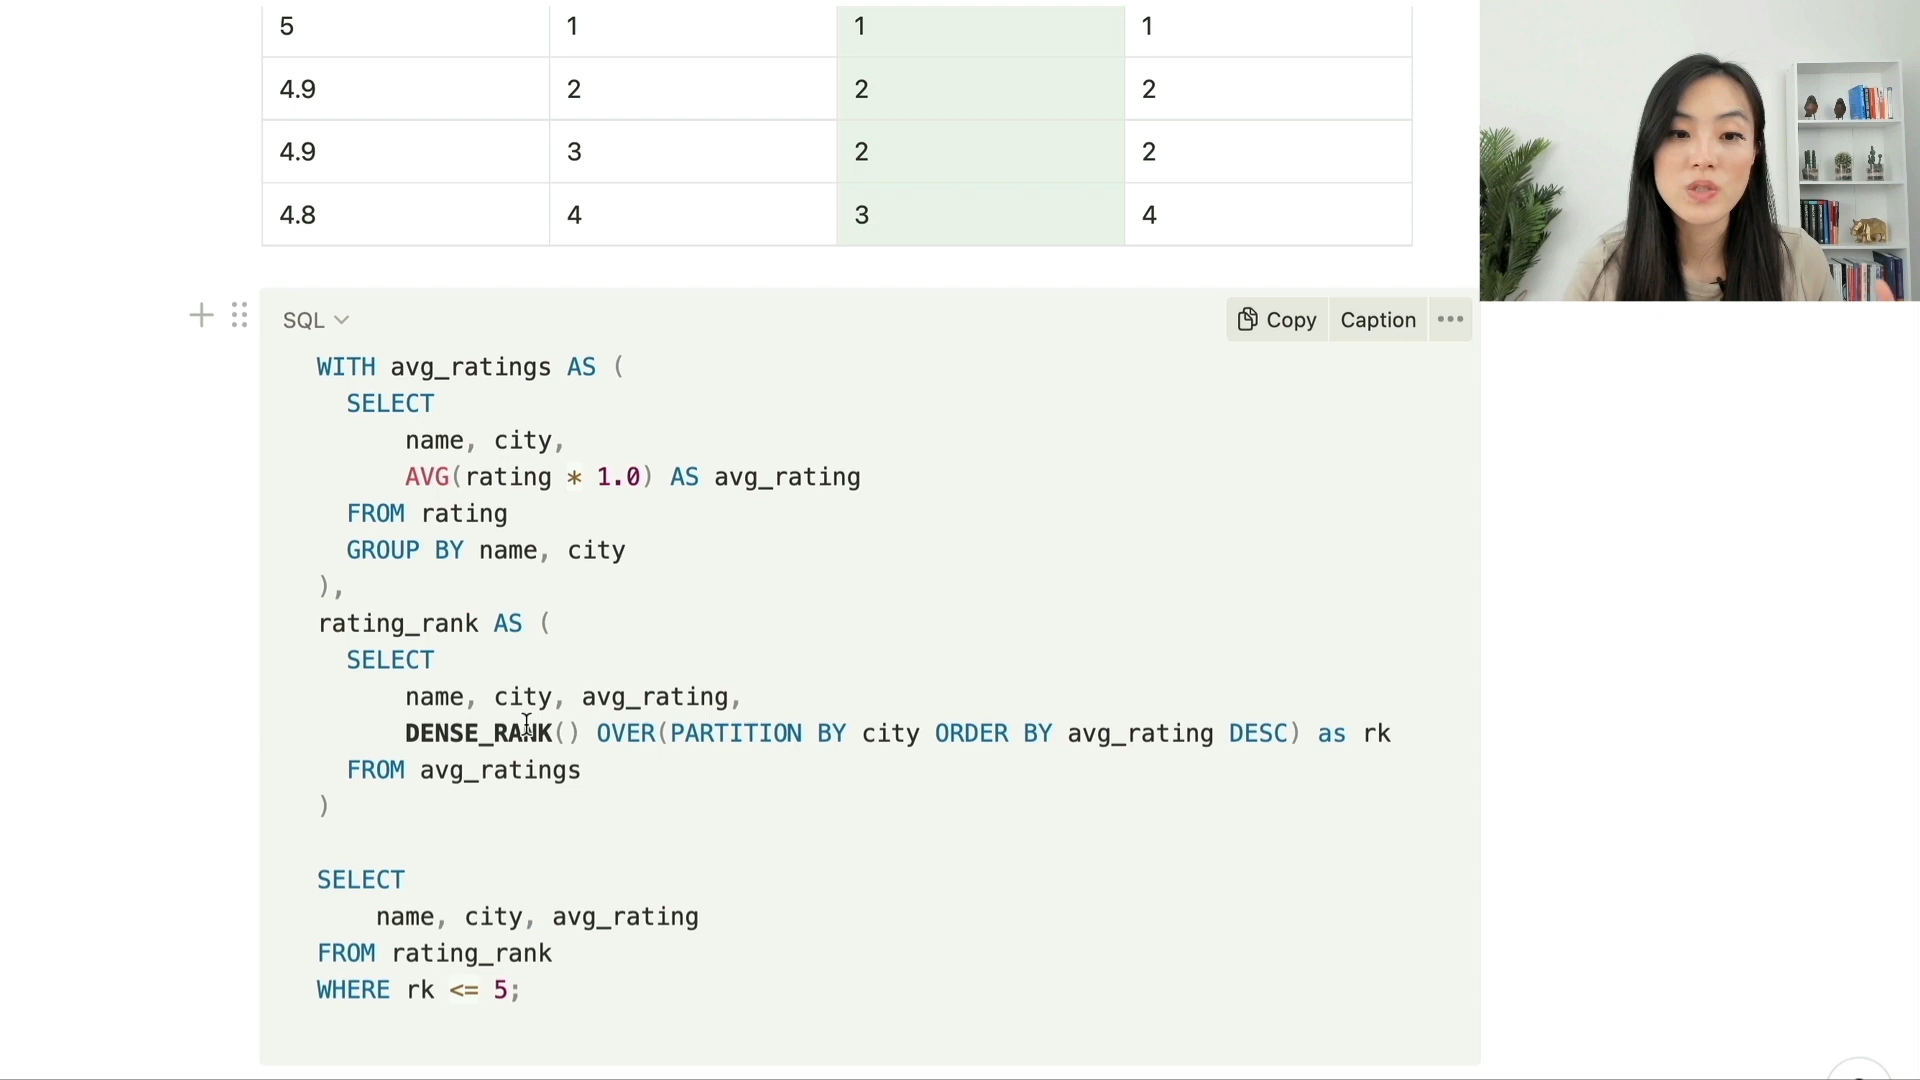 5 1 1 1
4.9 2 2 2
4.9 3 2 2
4.8 4 3 4
SQL
Copy Caption
WITH avg_ratings AS (
SELECT
name, city,
AVG(rating * 1.0) AS avg_rating
FROM rating
GROUP BY name, city
),
rating_rank AS (
SELECT
name, city, avg_rating,
DENSE_RANK() OVER(PARTITION BY city ORDER BY avg_rating DESC) as rk
FROM avg_ratings
)
SELECT
name, city, avg_rating
FROM rating_rank
WHERE rk <= 5;